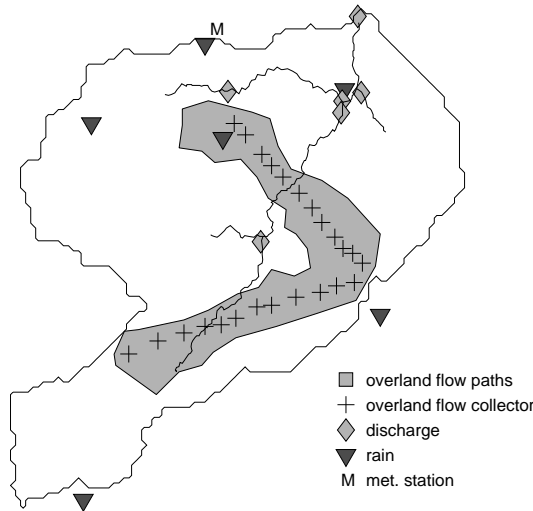 M
overland flow paths
overland flow collector
discharge
rain
M met. station